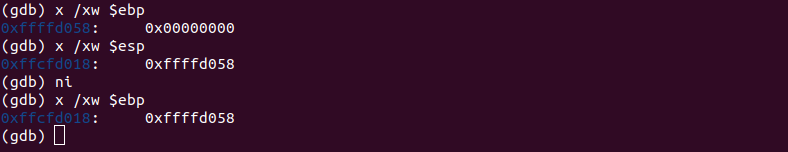 (gdb) x /xw $ebp
0xffffd058:     0x00000000
(gdb) x /xw $esp
0xffcfd018:     0xffffd058
(gdb) ni
(gdb) x /xw $ebp
0xffcfd018:     0xffffd058
(gdb)